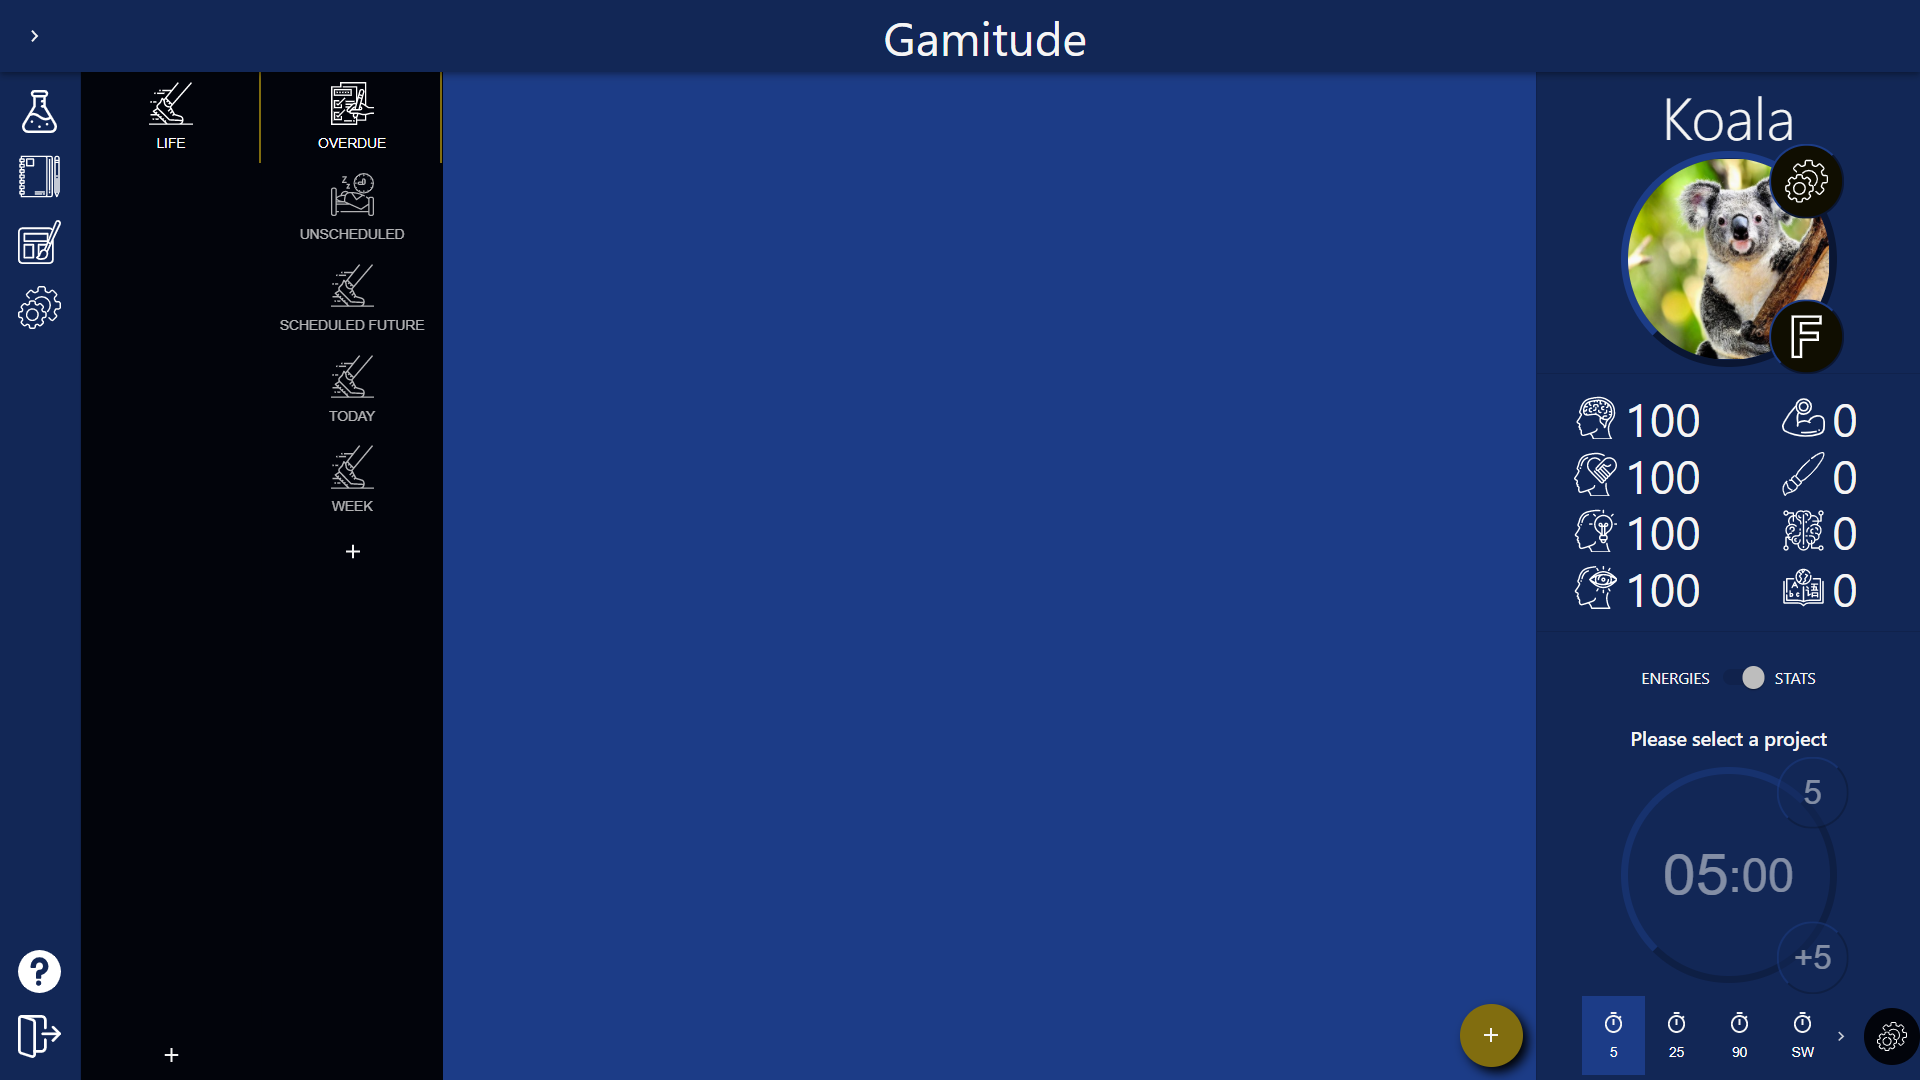 Gamitude
LIFE
OVERDUE
UNSCHEDULED
SCHEDULED FUTURE
TODAY
WEEK
Koala
F
100 0
100 0
100 0
100 0
ENERGIES STATS
Please select a project
5
05:00
+5
5 25 90 SW